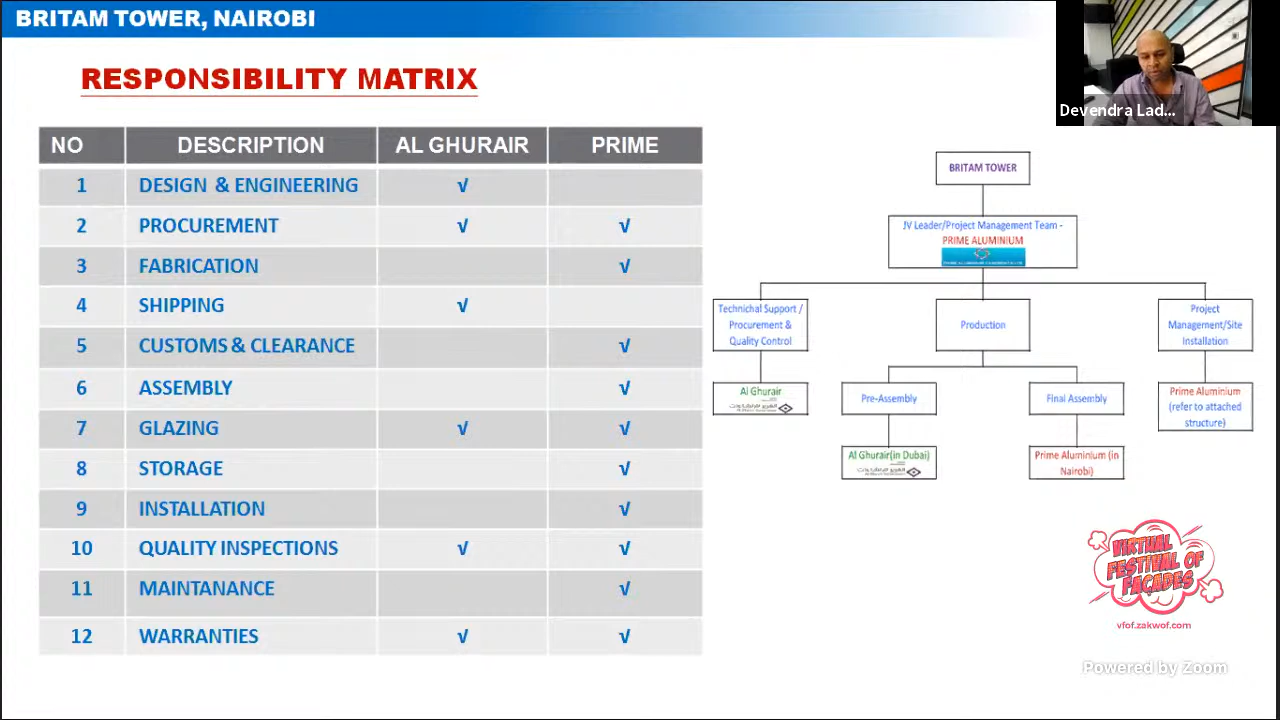 BRITAM TOWER, NAIROBI
Devendra Lad...
RESPONSIBILITY MATRIX
NO DESCRIPTION AL GHURAIR PRIME
1 DESIGN & ENGINEERING √
2 PROCUREMENT √ √
3 FABRICATION √
4 SHIPPING √
5 CUSTOMS & CLEARANCE √
6 ASSEMBLY √
7 GLAZING √ √
8 STORAGE √
9 INSTALLATION √
10 QUALITY INSPECTIONS √ √
11 MAINTANANCE √
12 WARRANTIES √ √
BRITAM TOWER
JV Leader/Project Management Team -
PRIME ALUMINIUM
Technichal Support /
Procurement &
Quality Control
Production
Project
Management/Site
Installation
Al Ghurair
Pre-Assembly
Final Assembly
Prime Aluminium
(refer to attached
structure)
Al Ghurair(in Dubai)
Prime Aluminium (in
Nairobi)
VIRTUAL
FESTIVAL OF
FAÇADES
vfof.zakwof.com
Powered by Zoom